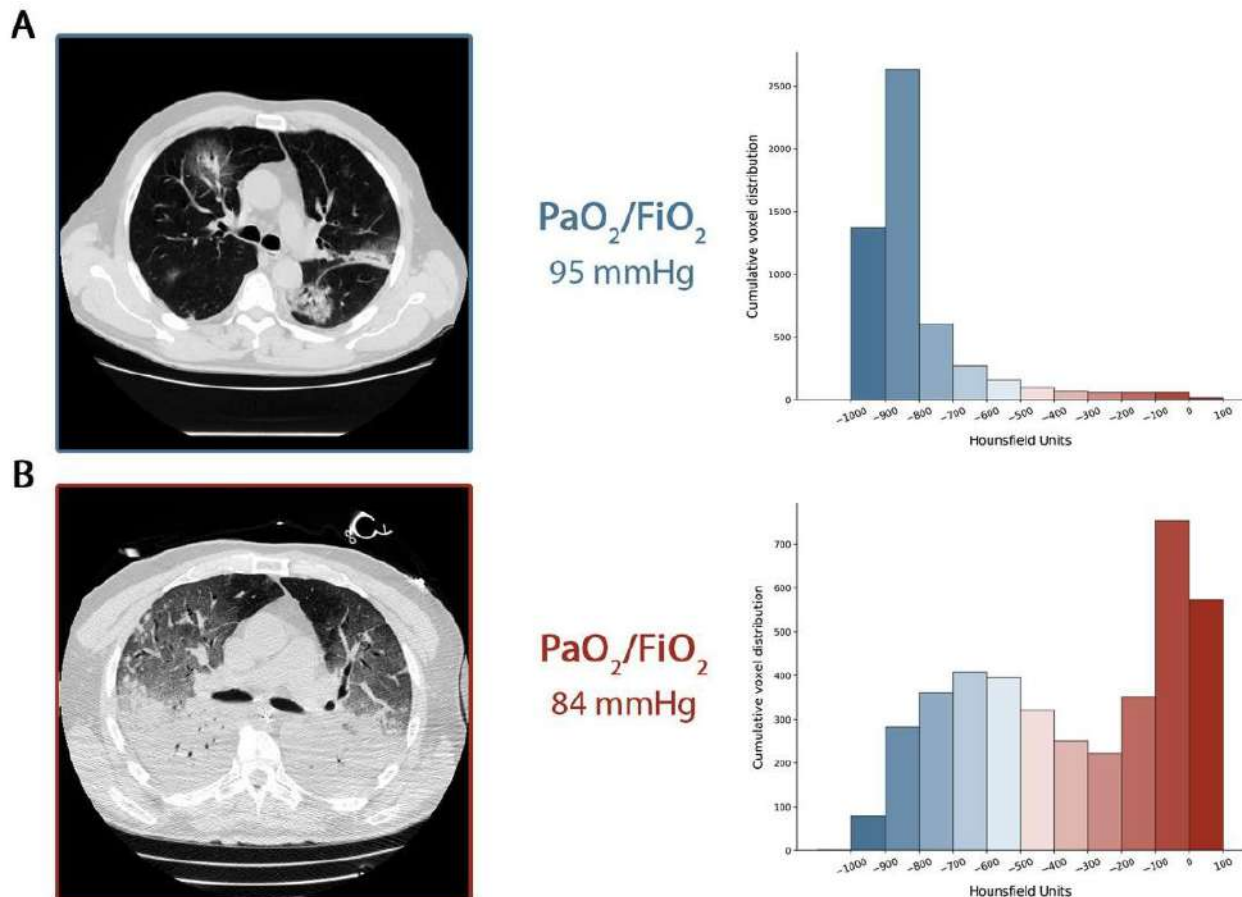 A
PaO2/FiO2
95 mmHg
Cumulative voxel distribution
2500
2000
1500
1000
500
0
−1000 −900 −800 −700 −600 −500 −400 −300 −200 −100 0 100
Hounsfield Units
B
PaO2/FiO2
84 mmHg
Cumulative voxel distribution
700
600
500
400
300
200
100
0
−1000 −900 −800 −700 −600 −500 −400 −300 −200 −100 0 100
Hounsfield Units